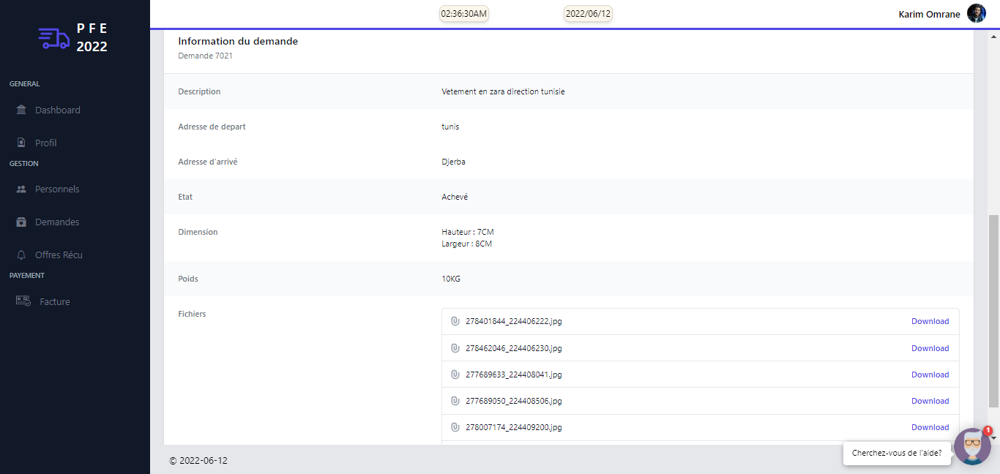 P F E
2022
02:36:30AM
2022/06/12
Karim Omrane
GENERAL
Dashboard
Profil
GESTION
Personnels
Demandes
Offres Récu
PAYEMENT
Facture
Information du demande
Demande 7021
Description
Vetement en zara direction tunisie
Adresse de depart
tunis
Adresse d'arrivé
Djerba
Etat
Achevé
Dimension
Hauteur : 7CM
Largeur : 8CM
Poids
10KG
Fichiers
278401844_224406222.jpg
Download
278462046_224406230.jpg
Download
277689633_224408041.jpg
Download
277689050_224408506.jpg
Download
278007174_224409200.jpg
Download
© 2022-06-12
Cherchez-vous de l'aide?
1